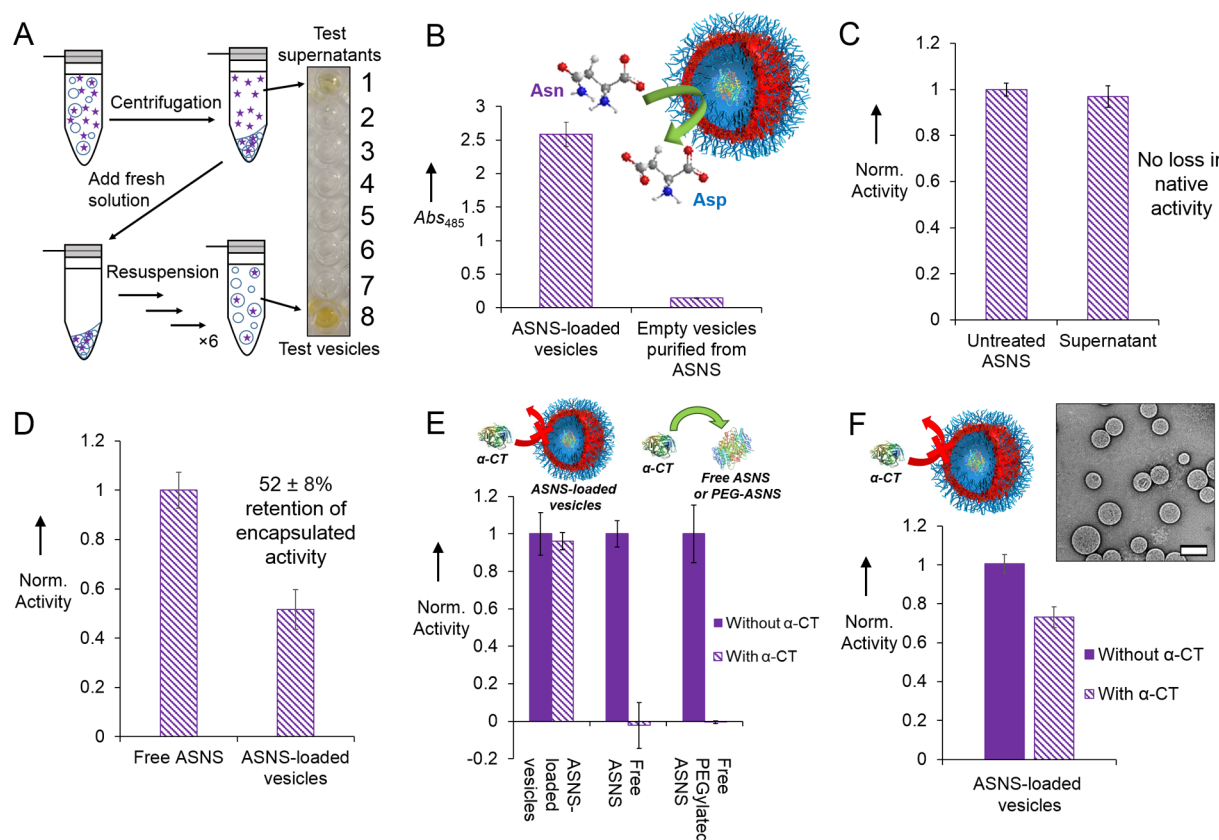 A
Test
supernatants
Centrifugation
Add fresh
solution
Resuspension
×6
1
2
3
4
5
6
7
8
Test vesicles
B
Asn
Asp
3
2.5
2
1.5
1
0.5
0
Abs485
ASNS-loaded
vesicles
Empty vesicles
purified from
ASNS
C
1.2
1
0.8
0.6
0.4
0.2
0
Norm.
Activity
No loss in
native
activity
Untreated
ASNS
Supernatant
D
1.2
1
0.8
0.6
0.4
0.2
0
Norm.
Activity
52 ± 8%
retention of
encapsulated
activity
Free ASNS
ASNS-loaded
vesicles
E
α-CT
ASNS-loaded
vesicles
α-CT
Free ASNS
or PEG-ASNS
1
0.8
0.6
0.4
0.2
0
-0.2
Norm.
Activity
Without α-CT
With α-CT
ASNS-
loaded
vesicles
Free
ASNS
Free
PEGylated
ASNS
F
α-CT
1.2
1
0.8
0.6
0.4
0.2
0
Norm.
Activity
Without α-CT
With α-CT
ASNS-loaded
vesicles